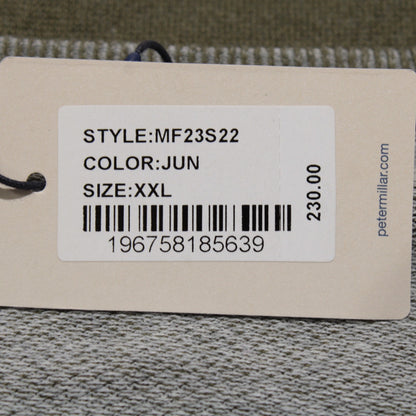 STYLE:MF23S22
COLOR:JUN
SIZE:XXL
196758185639
230.00
petermillar.com